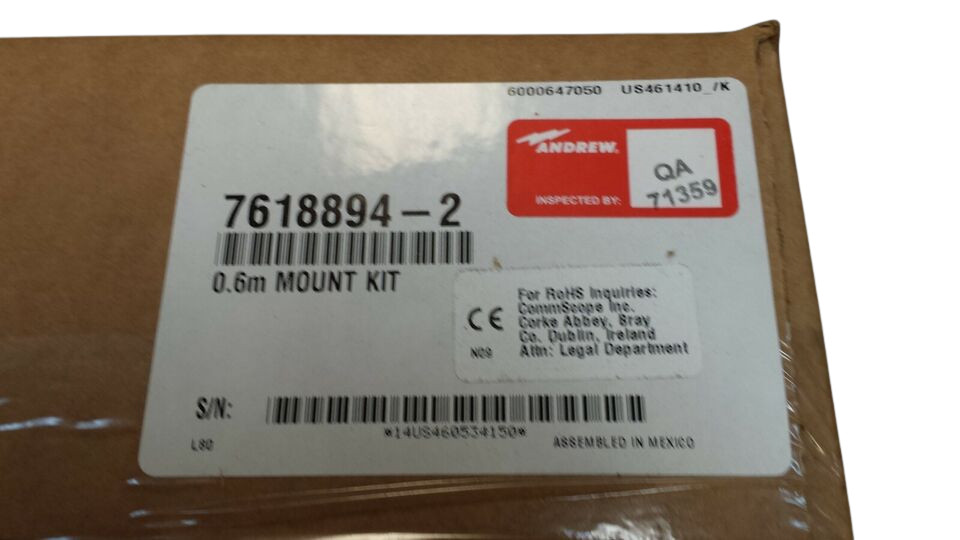 6000647050 US461410_/K
ANDREW.
QA
71359
INSPECTED BY:
7618894-2
0.6m MOUNT KIT
For RoHS Inquiries:
CommScope Inc.
Corke Abbey, Bray
Co. Dublin, Ireland
Attn: Legal Department
CE
N09
S/N:
*14US460534150*
L80
ASSEMBLED IN MEXICO